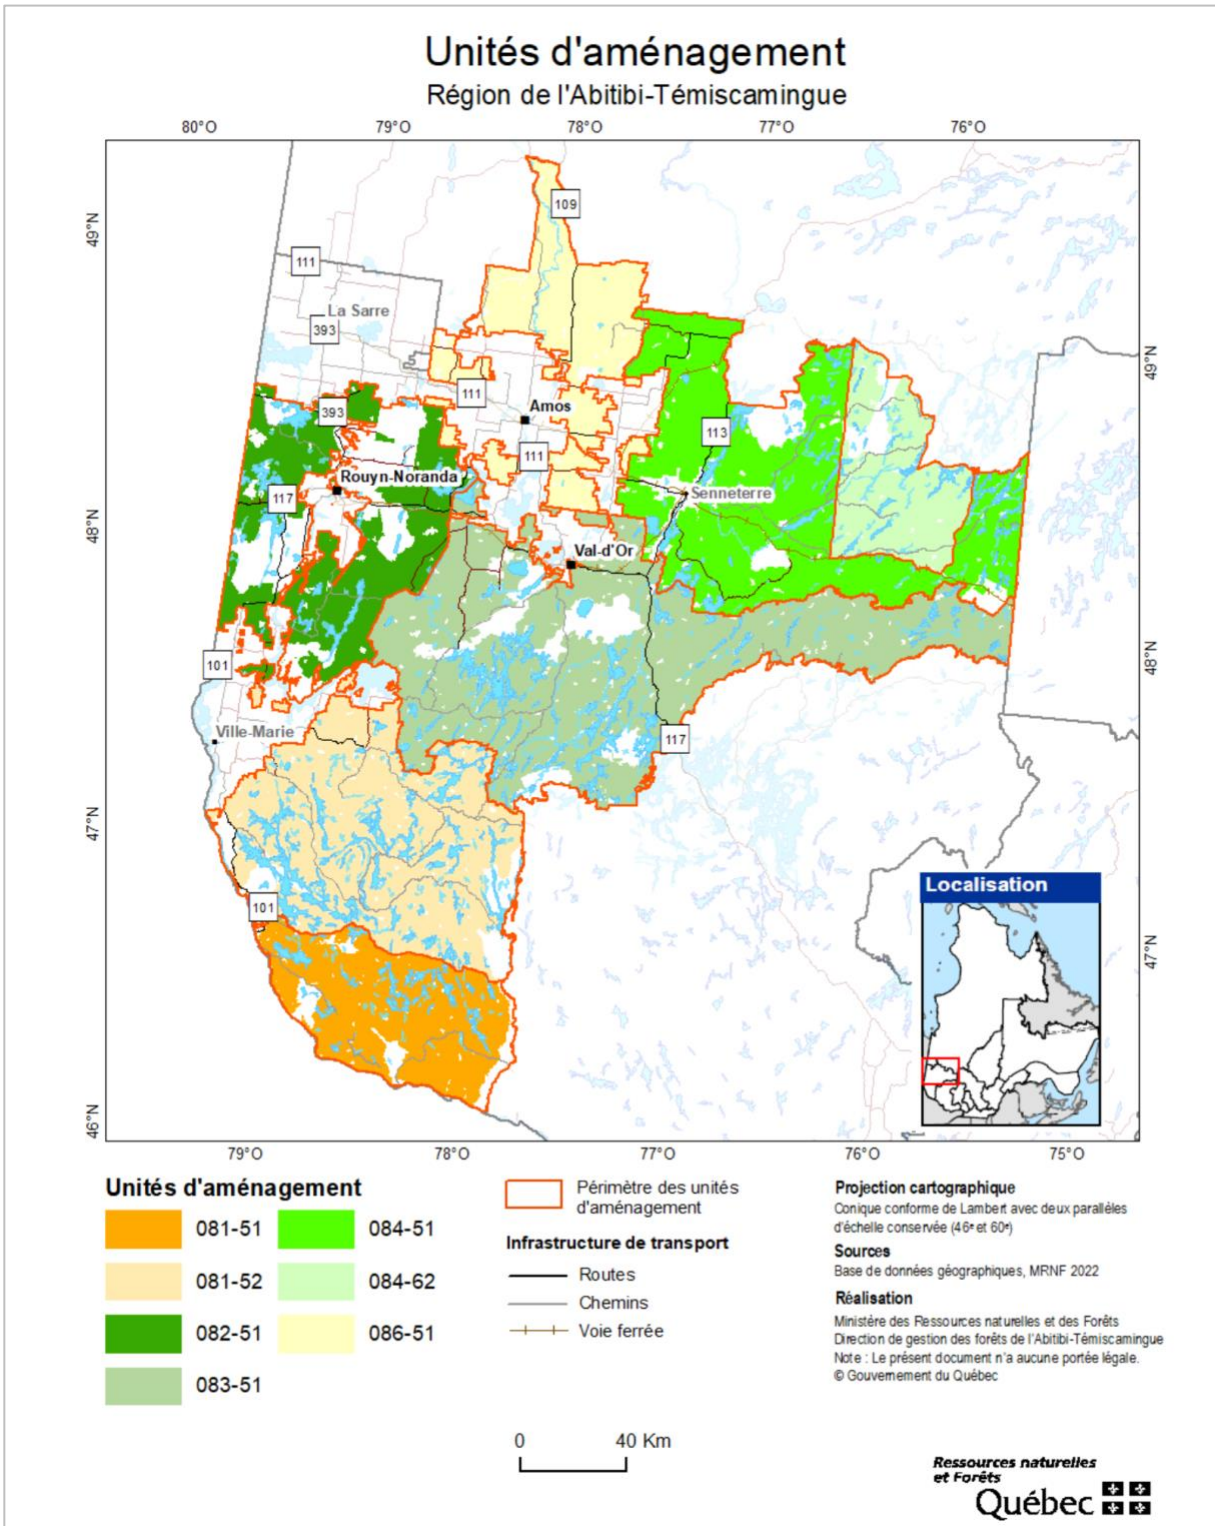 Unités d'aménagement
Région de l'Abitibi-Témiscamingue
80°O 79°O 78°O 77°O 76°O
49°N
109
111
La Sarre
393
49°N
111
393
Amos
113
111
Rouyn-Noranda
117
Senneterre
48°N
Val-d'Or
101
48°N
Ville-Marie
117
47°N
Localisation
101
47°N
46°N
79°O 78°O 77°O 76°O 75°O
Unités d'aménagement
081-51
084-51
081-52
084-62
082-51
086-51
083-51
Périmètre des unités
d'aménagement
Infrastructure de transport
Routes
Chemins
Voie ferrée
Projection cartographique
Conique conforme de Lambert avec deux parallèles
d'échelle conservée (46ᵉ et 60ᵉ)
Sources
Base de données géographiques, MRNF 2022
Réalisation
Ministère des Ressources naturelles et des Forêts
Direction de gestion des forêts de l'Abitibi-Témiscamingue
Note : Le présent document n'a aucune portée légale.
© Gouvernement du Québec
0 40 Km
Ressources naturelles
et Forêts
Québec